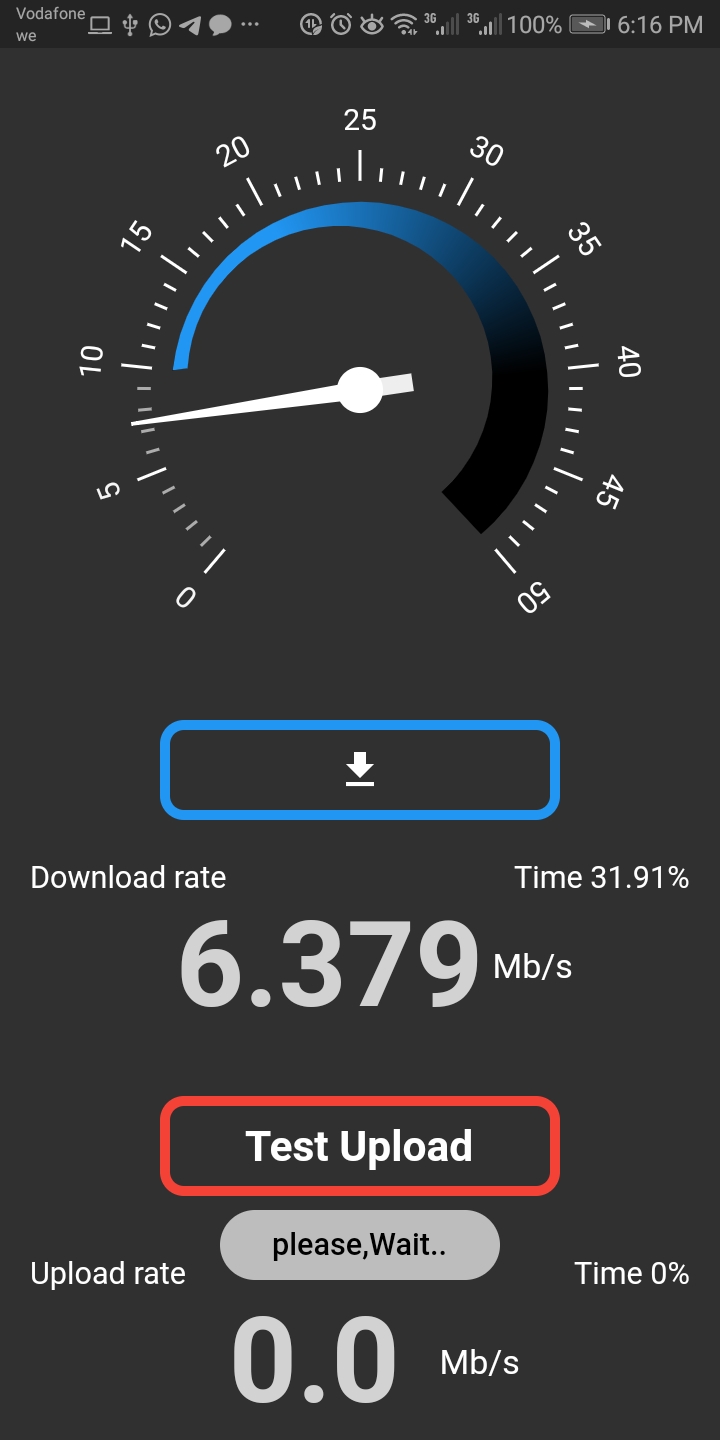 Vodafone
we
3G 3G 100% 6:16 PM
25
20 30
15 35
10 40
5 45
0 50
Download rate Time 31.91%
6.379 Mb/s
Test Upload
please,Wait..
Upload rate Time 0%
0.0 Mb/s